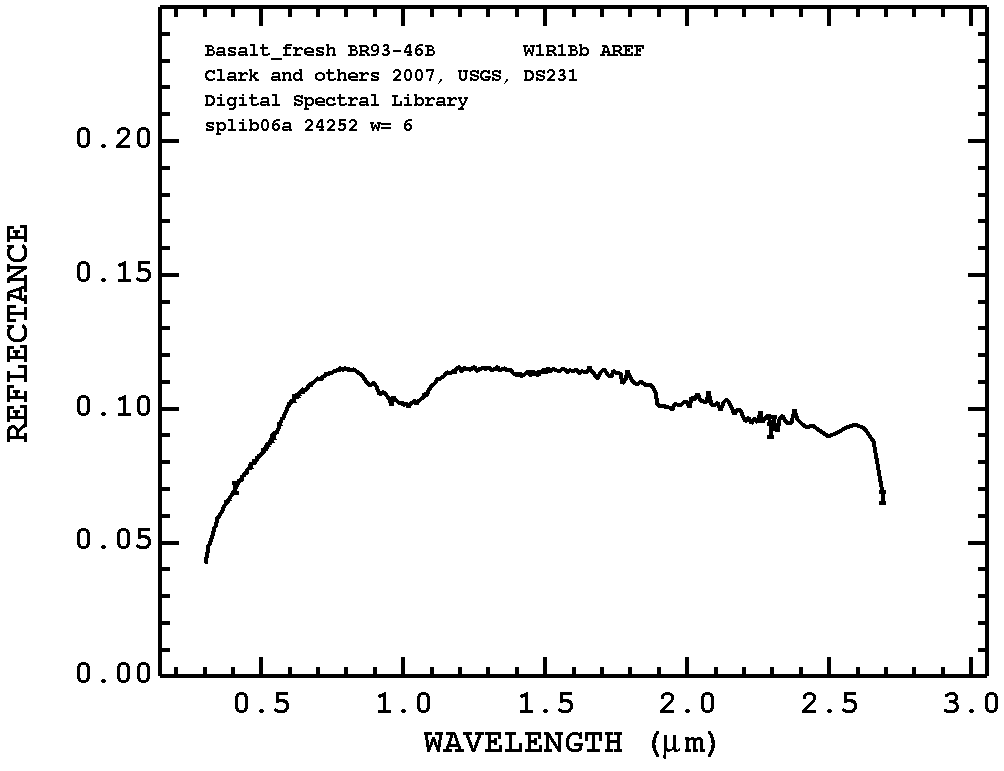 Basalt_fresh BR93-46B W1R1Bb AREF
Clark and others 2007, USGS, DS231
Digital Spectral Library
splib06a 24252 w= 6
0.20
0.15
0.10
0.05
0.00
REFLECTANCE
0.5 1.0 1.5 2.0 2.5 3.0
WAVELENGTH (μm)